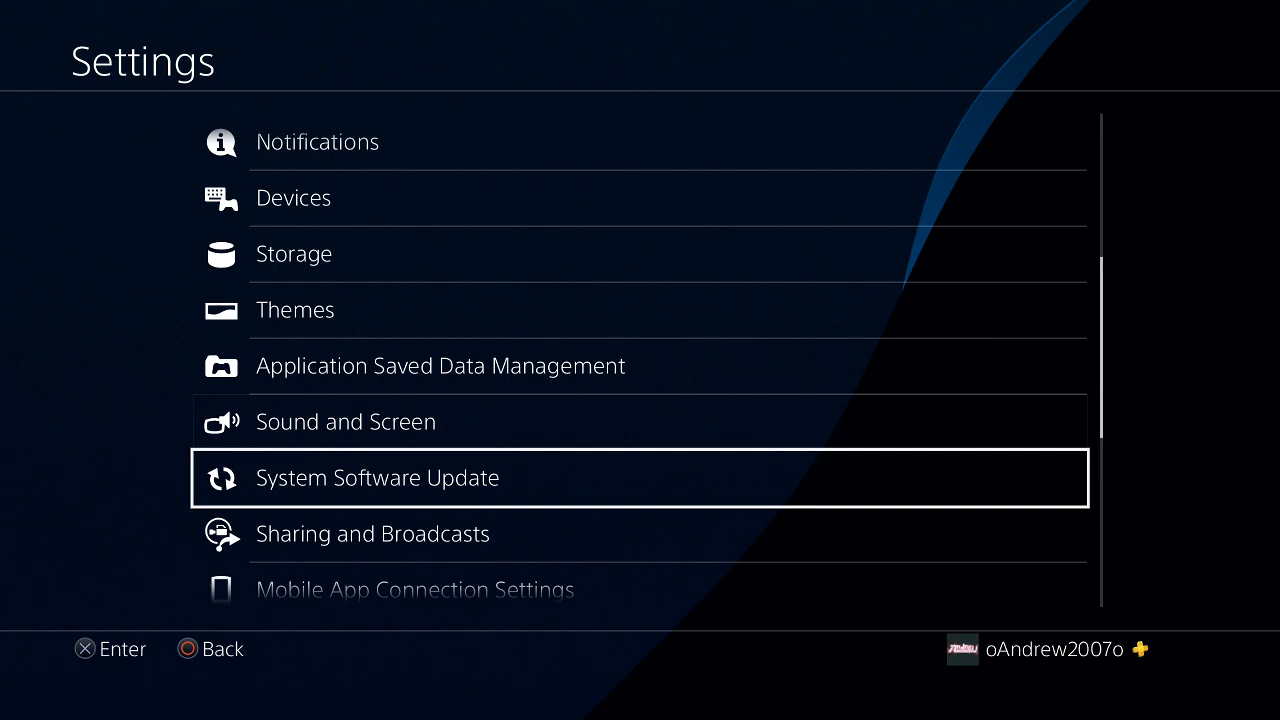 Settings
Notifications
Devices
Storage
Themes
Application Saved Data Management
Sound and Screen
System Software Update
Sharing and Broadcasts
Mobile App Connection Settings
Enter Back oAndrew2007o